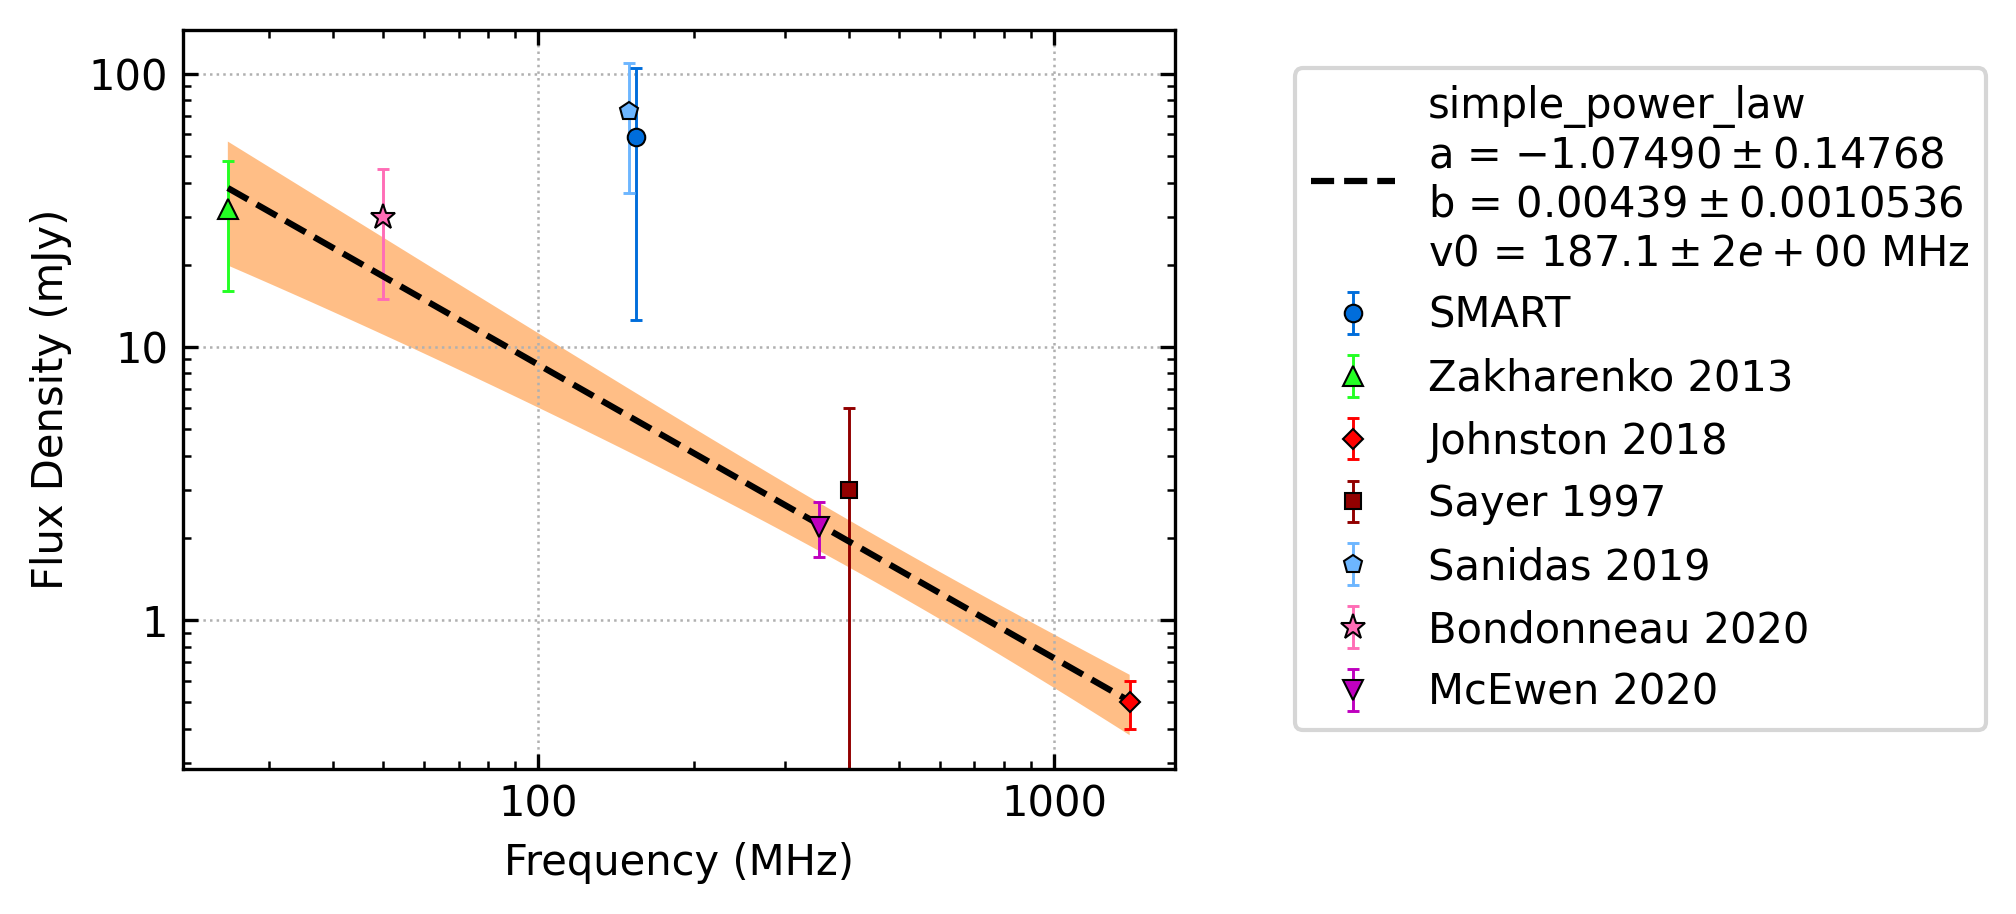 100
10
1
Flux Density (mJy)
100
1000
Frequency (MHz)
simple_power_law
a = −1.07490 ± 0.14768
b = 0.00439 ± 0.0010536
v0 = 187.1 ± 2e + 00 MHz
SMART
Zakharenko 2013
Johnston 2018
Sayer 1997
Sanidas 2019
Bondonneau 2020
McEwen 2020